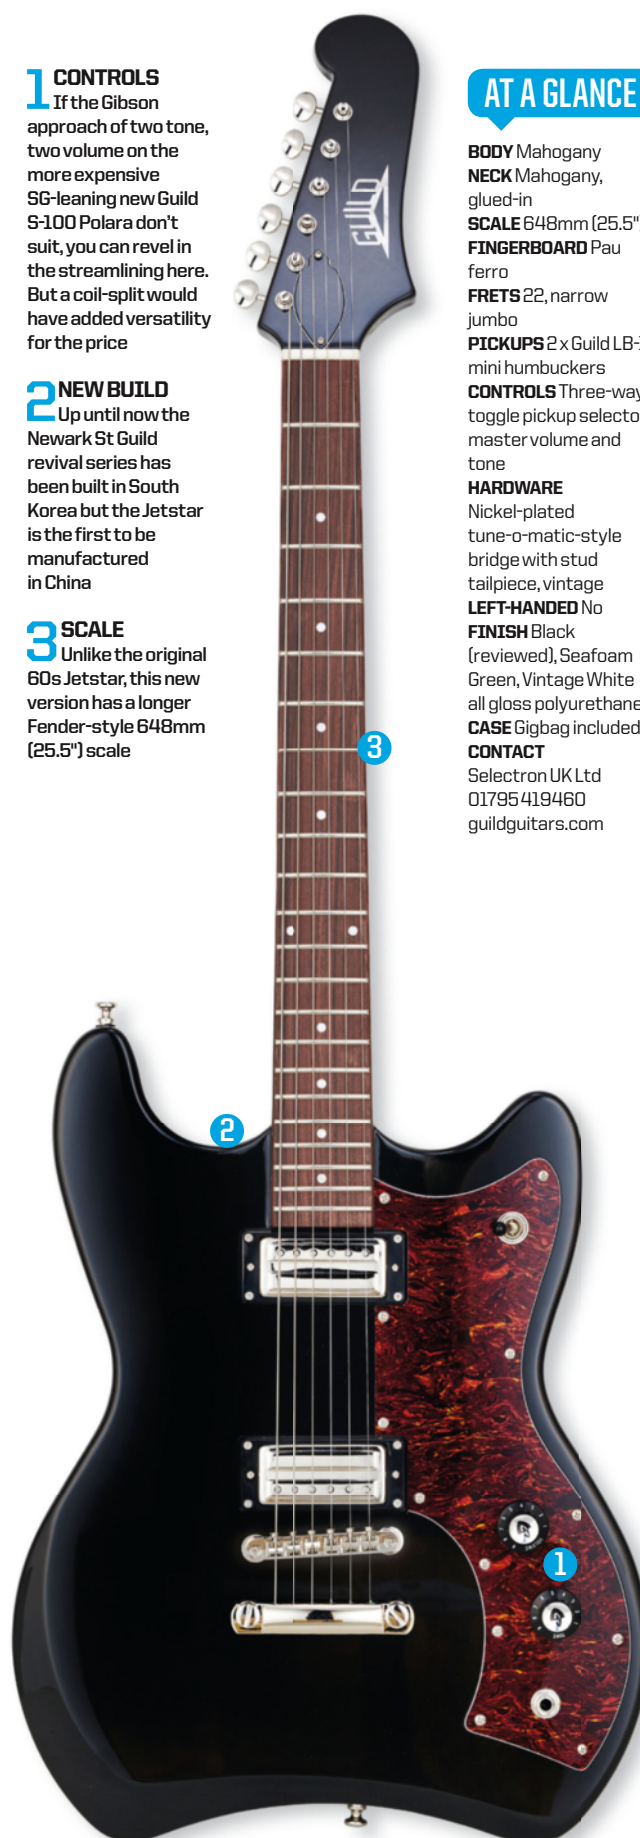 1 CONTROLS
If the Gibson
approach of two tone,
two volume on the
more expensive
SG-leaning new Guild
S-100 Polara don't
suit, you can revel in
the streamlining here.
But a coil-split would
have added versatility
for the price
2 NEW BUILD
Up until now the
Newark St Guild
revival series has
been built in South
Korea but the Jetstar
is the first to be
manufactured
in China
3 SCALE
Unlike the original
60s Jetstar, this new
version has a longer
Fender-style 648mm
(25.5") scale
GUILD
3
2
1
AT A GLANCE
BODY Mahogany
NECK Mahogany,
glued-in
SCALE 648mm (25.5")
FINGERBOARD Pau
ferro
FRETS 22, narrow
jumbo
PICKUPS 2 x Guild LB-
mini humbuckers
CONTROLS Three-way
toggle pickup selecto
master volume and
tone
HARDWARE
Nickel-plated
tune-o-matic-style
bridge with stud
tailpiece, vintage
LEFT-HANDED No
FINISH Black
(reviewed), Seafoam
Green, Vintage White
all gloss polyurethane
CASE Gigbag included
CONTACT
Selectron UK Ltd
01795 419460
guildguitars.com